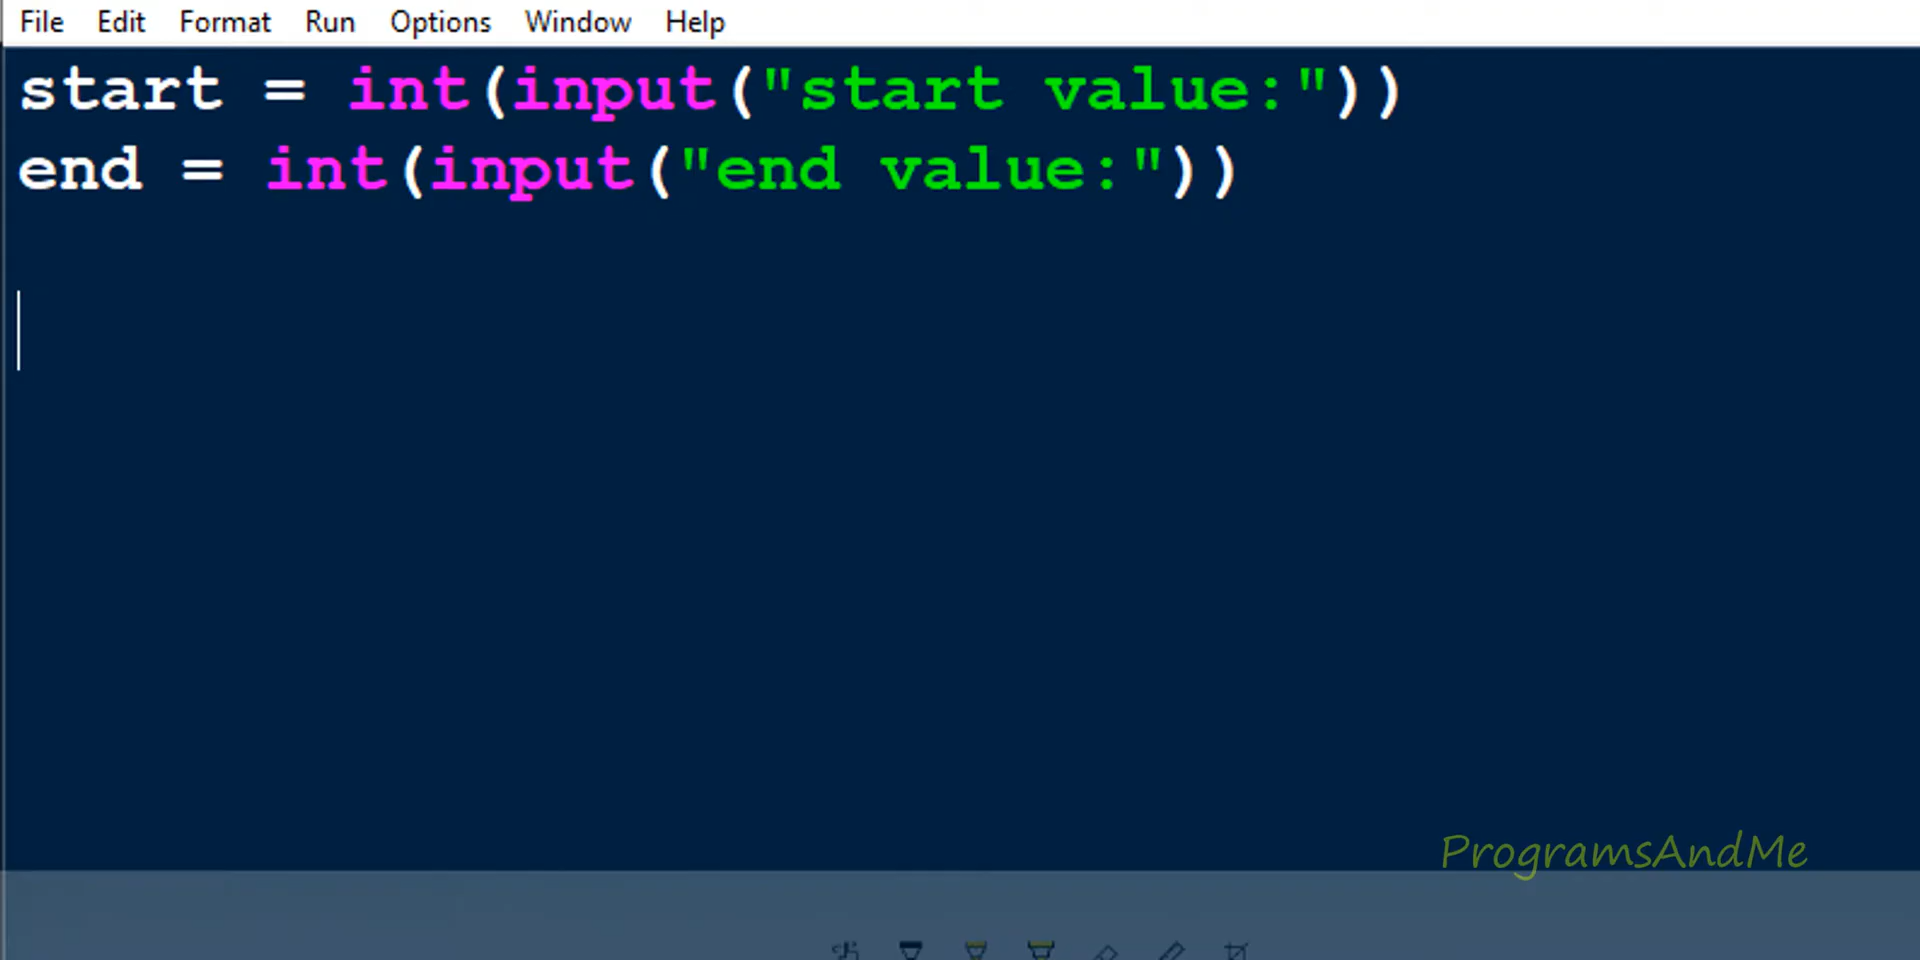 File Edit Format Run Options Window Help
start = int(input("start value:"))
end = int(input("end value:"))
ProgramsAndMe